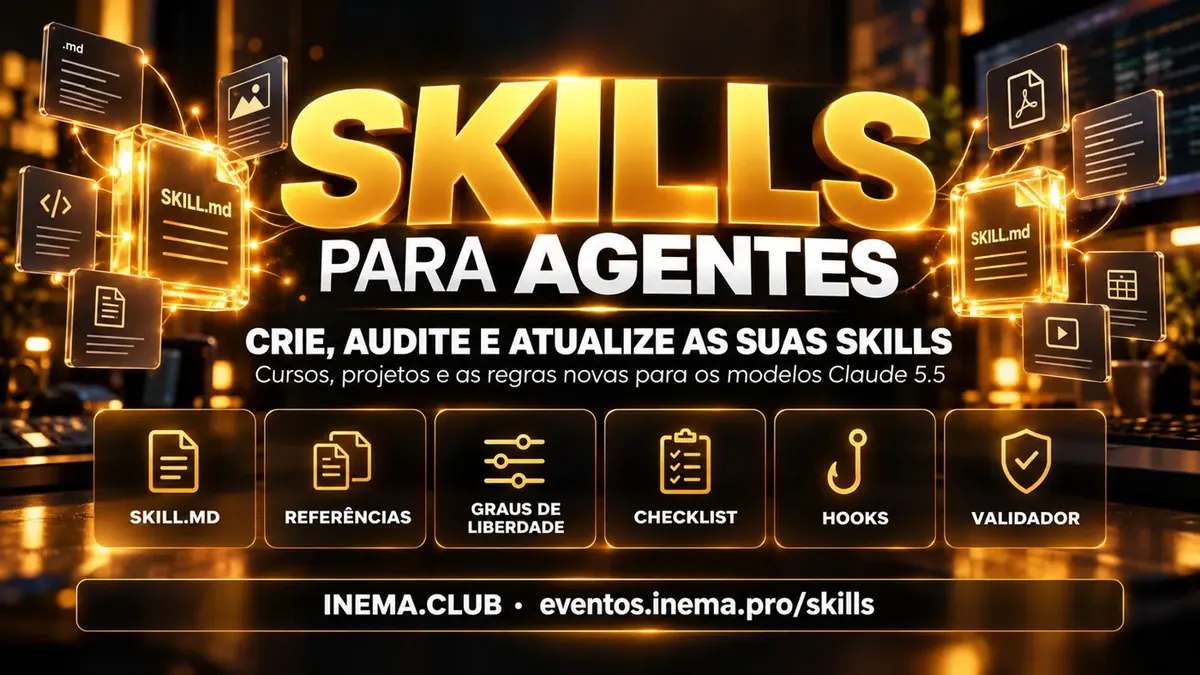 .md
SKILL.md
</>
SKILLS
PARA AGENTES
CRIE, AUDITE E ATUALIZE AS SUAS SKILLS
Cursos, projetos e as regras novas para os modelos Claude 5.5
SKILL.md
SKILL.MD
REFERÊNCIAS
GRAUS DE
LIBERDADE
CHECKLIST
HOOKS
VALIDADOR
INEMA.CLUB · eventos.inema.pro/skills